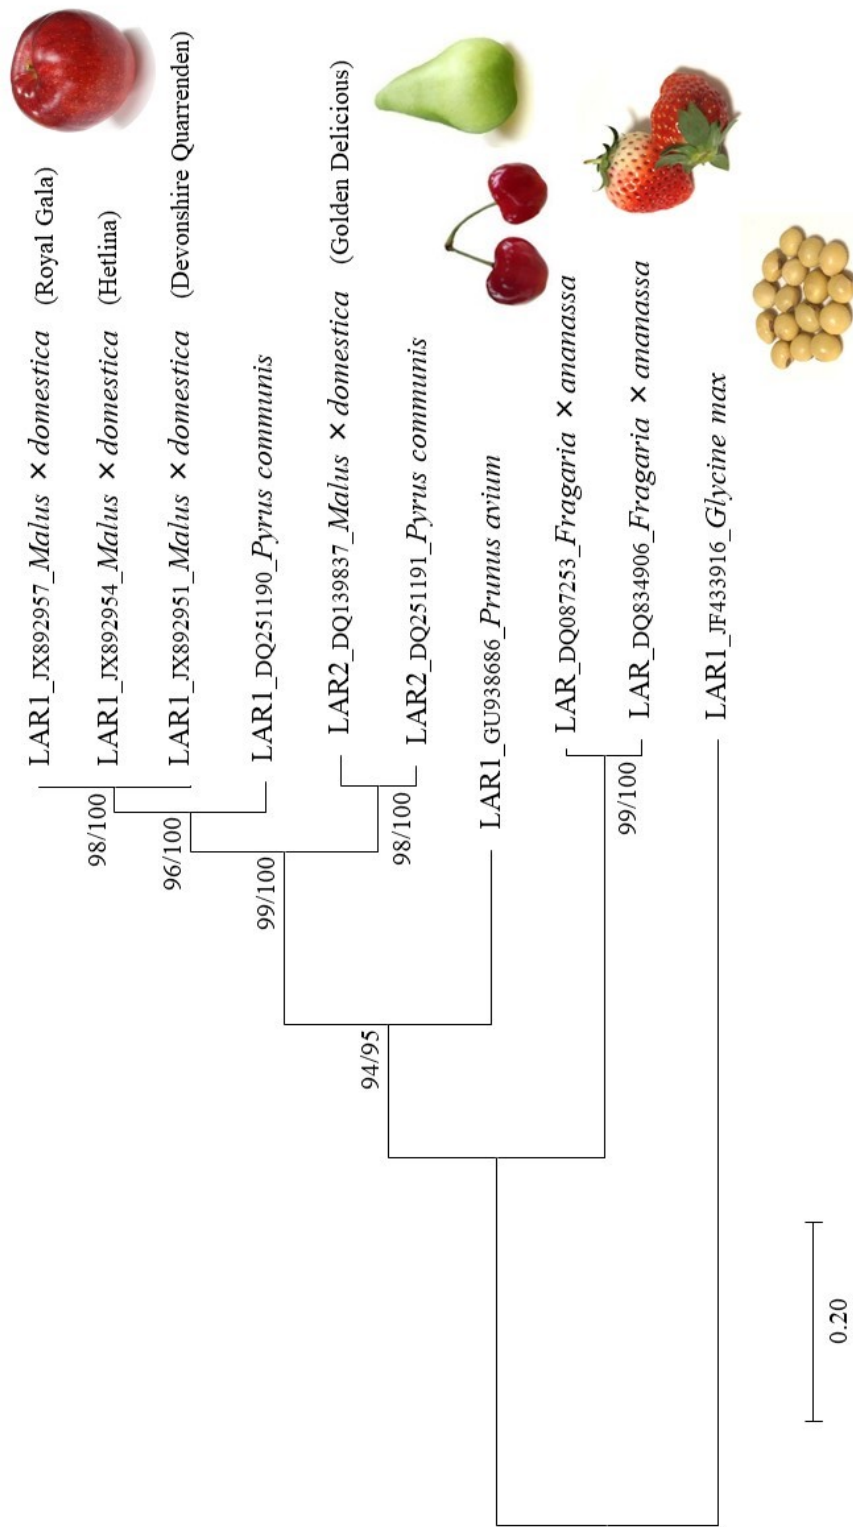 LAR1_JX892957_Malus ×domestica (Royal Gala)
LAR1_JX892954_Malus ×domestica (Hetlina)
LAR1_JX892951_Malus ×domestica (Devonshire Quarrenden)
LAR1_DQ251190_Pyrus communis
LAR2_DQ139837_Malus ×domestica (Golden Delicious)
LAR2_DQ251191_Pyrus communis
LAR1_GU938686_Prunus avium
LAR_DQ087253_Fragaria ×ananassa
LAR_DQ834906_Fragaria ×ananassa
LAR1_JF433916_Glycine max
98/100
96/100
99/100
98/100
94/95
99/100
0.20